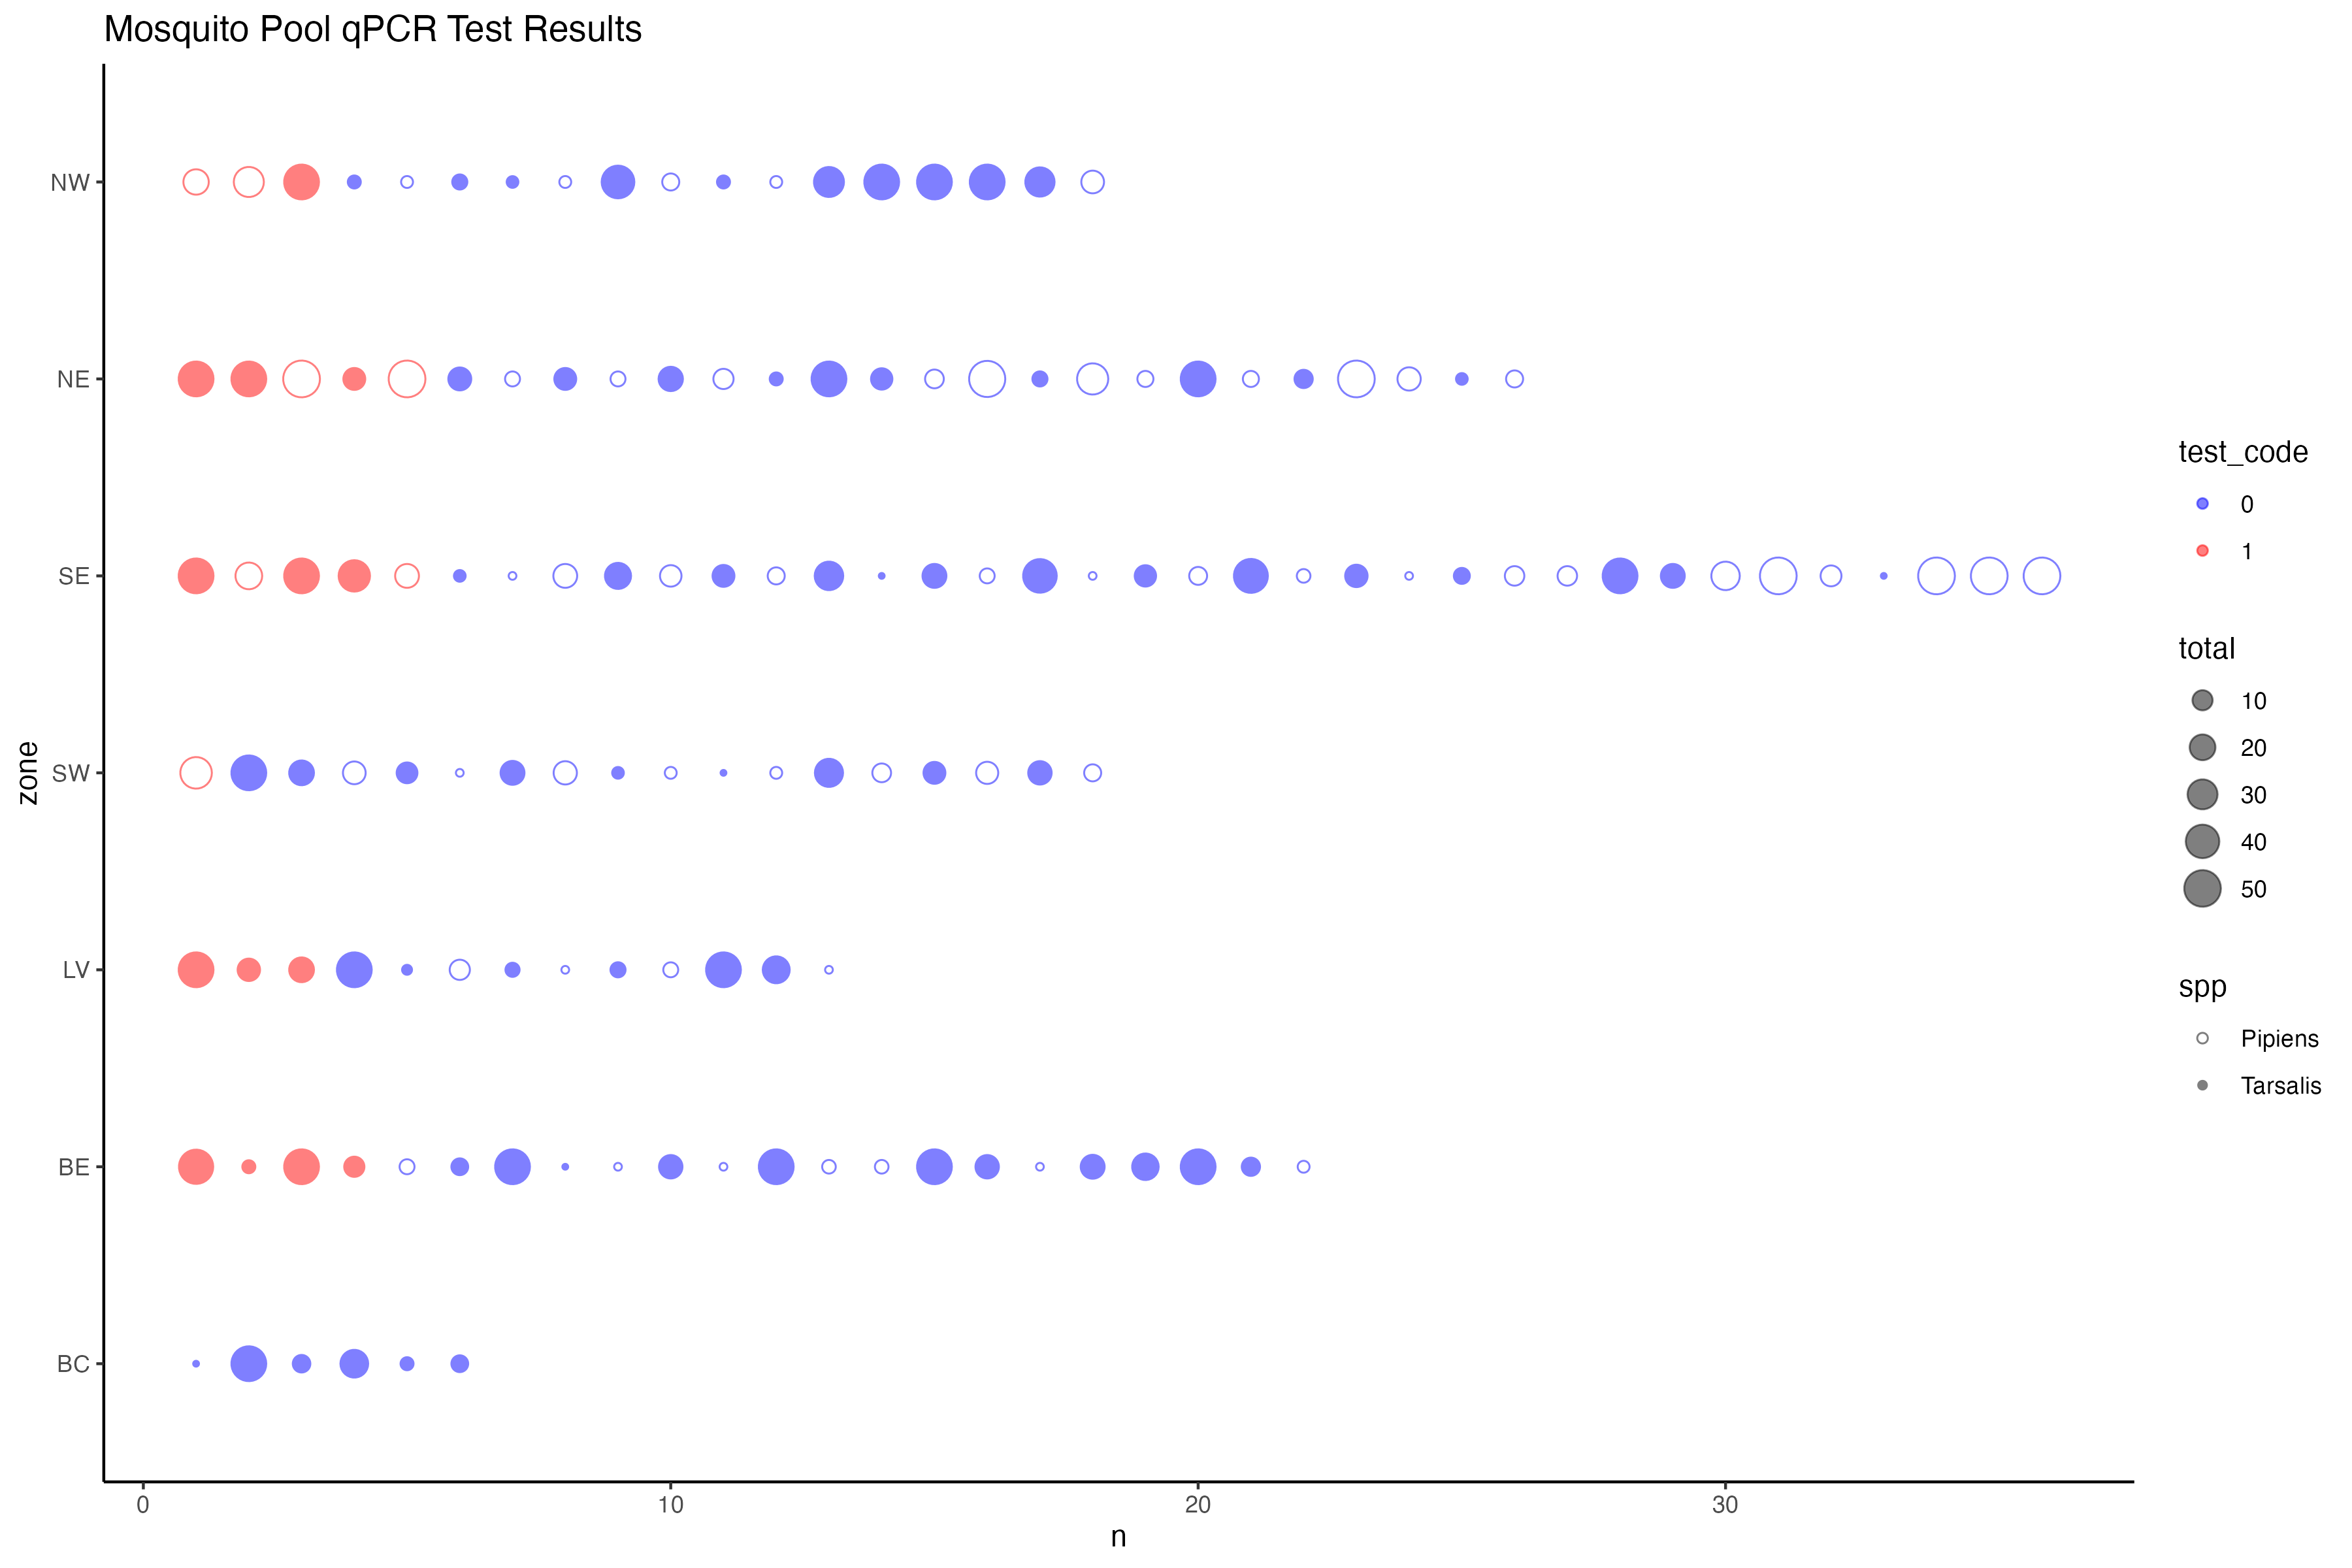 Mosquito Pool qPCR Test Results
zone
NW
NE
SE
SW
LV
BE
BC
0
10
20
30
n
test_code
0
1
total
10
20
30
40
50
spp
Pipiens
Tarsalis